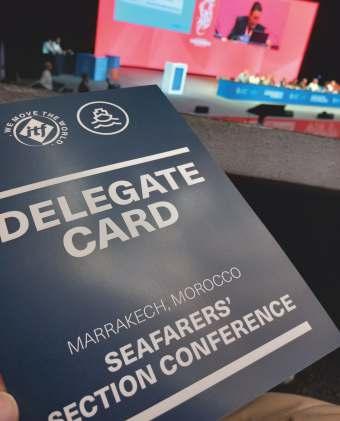 WE MOVE THE WORLD
itf
DELEGATE
CARD
MARRAKECH, MOROCCO
SEAFARERS'
SECTION CONFERENCE